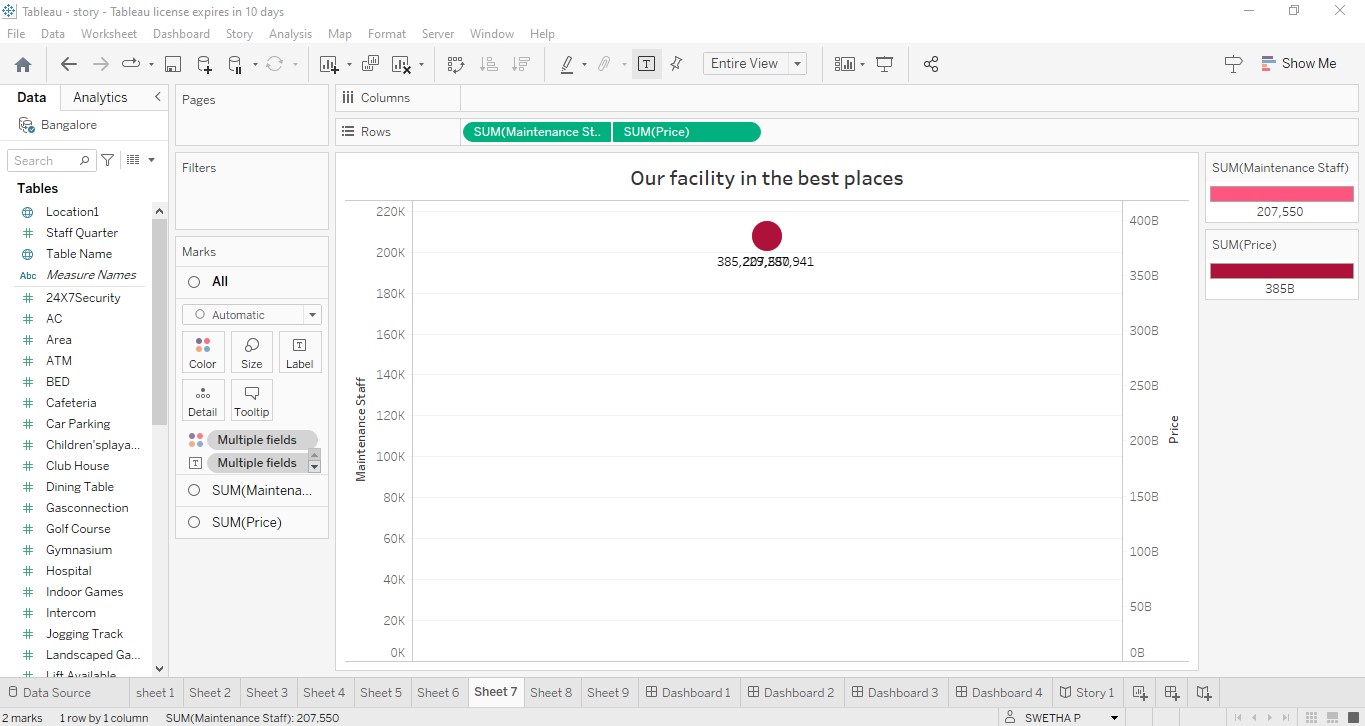 Tableau - story - Tableau license expires in 10 days
File Data Worksheet Dashboard Story Analysis Map Format Server Window Help
Entire View
Show Me
Data Analytics
Bangalore
Search
Tables
Location1
Staff Quarter
Table Name
Abc Measure Names
24X7Security
AC
Area
ATM
BED
Cafeteria
Car Parking
Children'splaya...
Club House
Dining Table
Gasconnection
Golf Course
Gymnasium
Hospital
Indoor Games
Intercom
Jogging Track
Landscaped Ga...
Lift Available
Pages
Filters
Marks
All
Automatic
Color Size Label
Detail Tooltip
Multiple fields
Multiple fields
SUM(Maintena...
SUM(Price)
Columns
Rows SUM(Maintenance St.. SUM(Price)
Our facility in the best places
220K
200K
180K
160K
140K
120K
100K
80K
60K
40K
20K
0K
Maintenance Staff
400B
350B
300B
250B
200B
150B
100B
50B
0B
Price
SUM(Maintenance Staff)
207,550
SUM(Price)
385B
Data Source sheet 1 Sheet 2 Sheet 3 Sheet 4 Sheet 5 Sheet 6 Sheet 7 Sheet 8 Sheet 9 Dashboard 1 Dashboard 2 Dashboard 3 Dashboard 4 Story 1
2 marks 1 row by 1 column SUM(Maintenance Staff): 207,550
SWETHA P